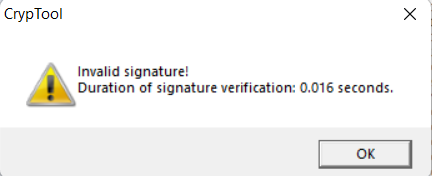 CrypTool
Invalid signature!
Duration of signature verification: 0.016 seconds.
OK